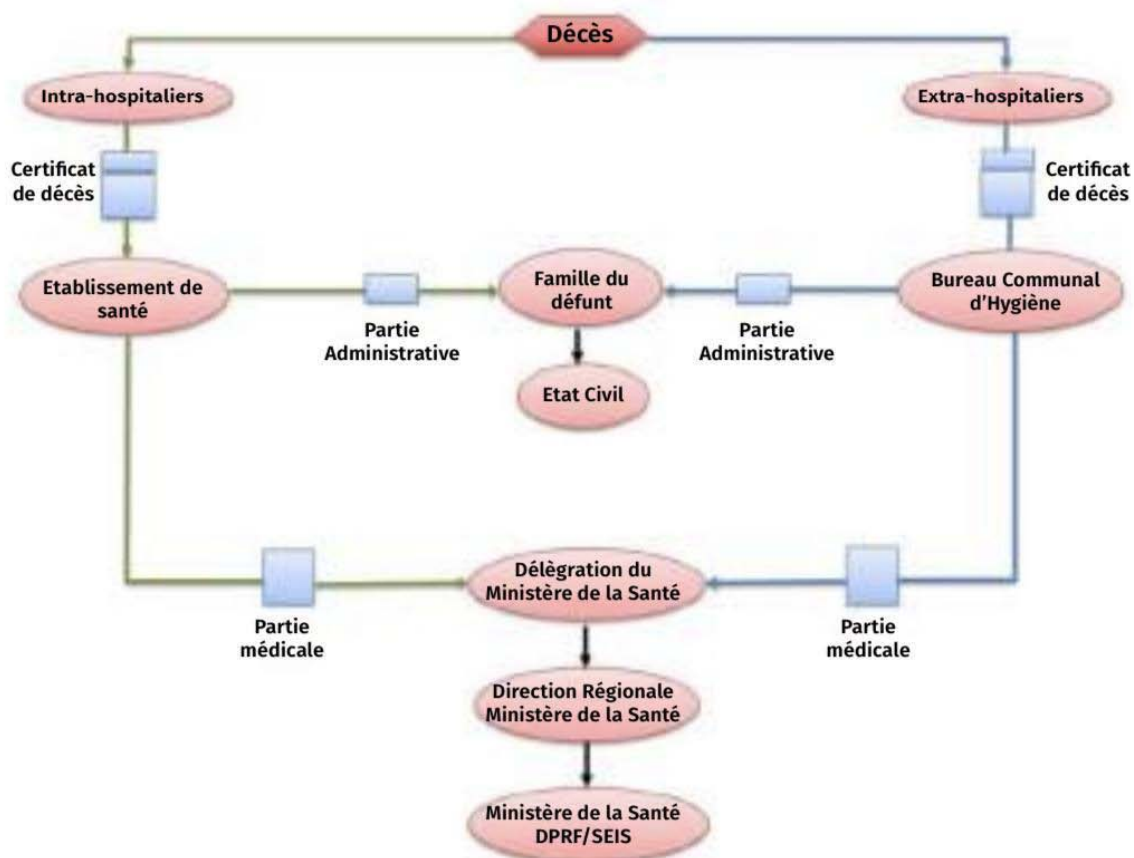 Décès
Intra-hospitaliers
Extra-hospitaliers
Certificat
de décès
Certificat
de décès
Etablissement de
santé
Famille du
défunt
Bureau Communal
d'Hygiène
Partie
Administrative
Partie
Administrative
Etat Civil
Délègration du
Ministère de la Santé
Partie
médicale
Partie
médicale
Direction Régionale
Ministère de la Santé
Ministère de la Santé
DPRF/SEIS